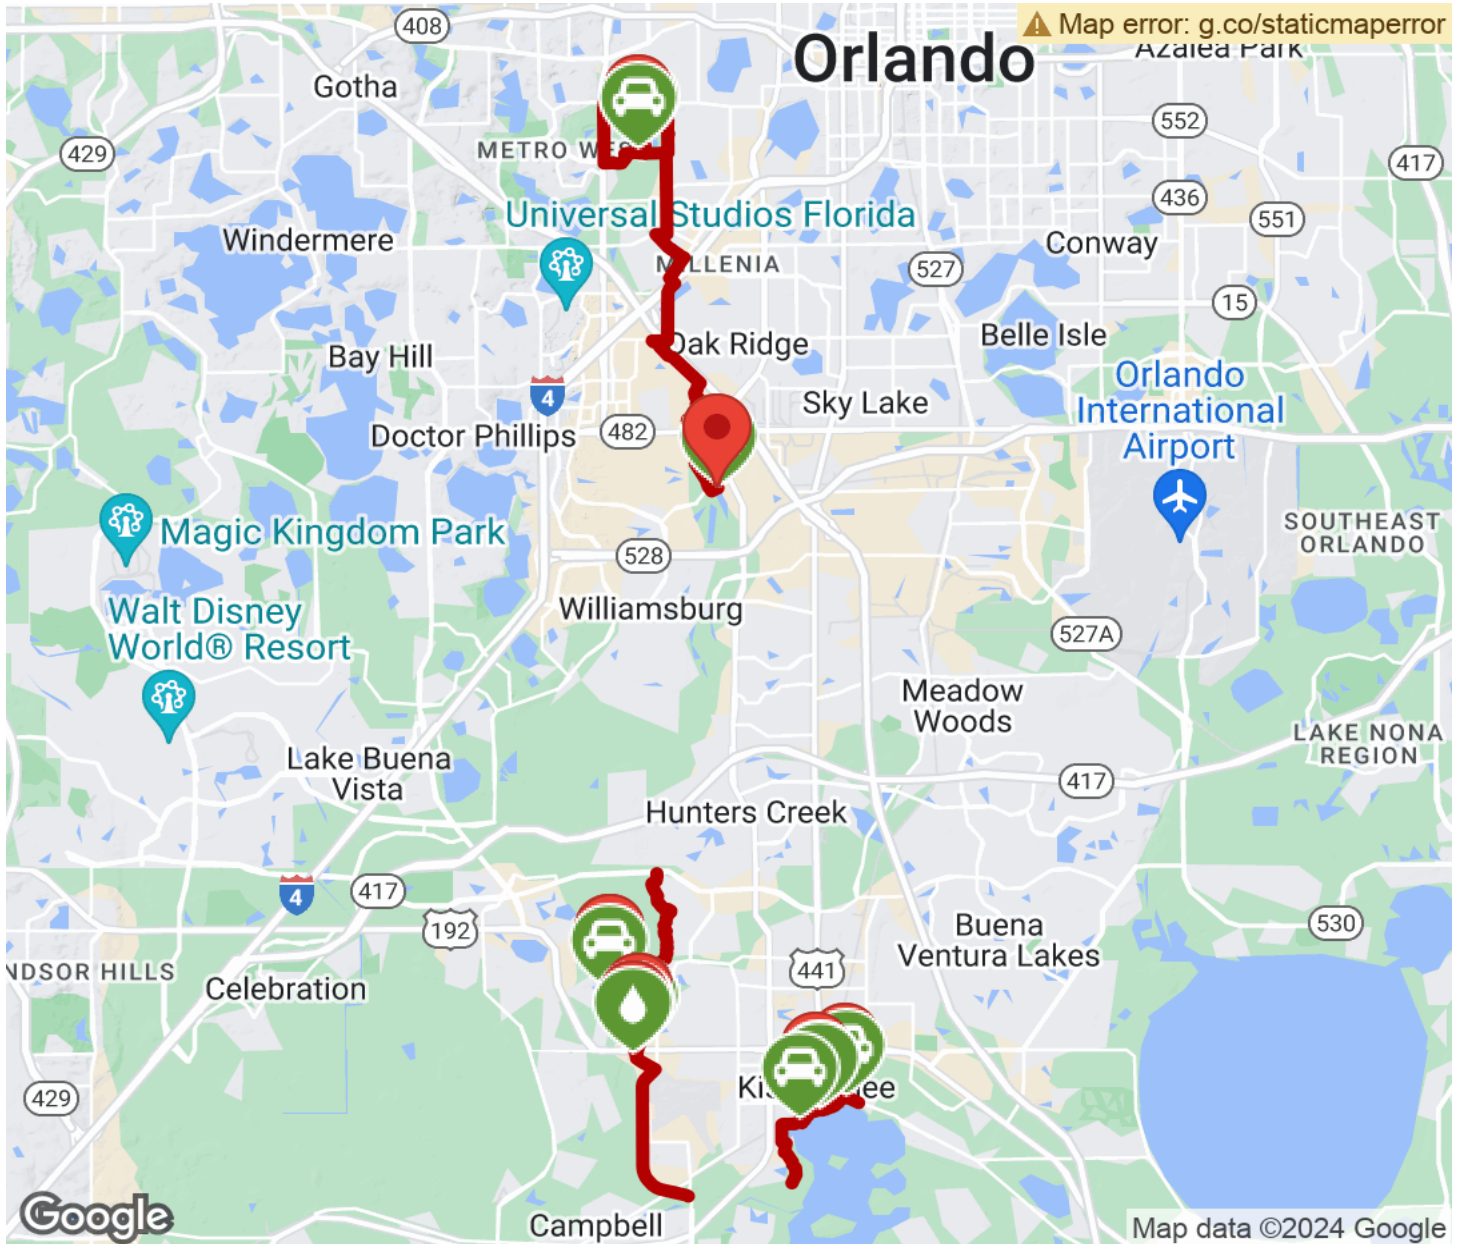 Map error: g.co/staticmaperror
408
Orlando
Azalea Park
Gotha
552
429
METRO WES
417
436
Universal Studios Florida
551
Windermere
Conway
MILLENIA
527
15
Oak Ridge
Belle Isle
Bay Hill
Orlando
International
Airport
4
Sky Lake
Doctor Phillips
482
Magic Kingdom Park
SOUTHEAST
ORLANDO
528
Walt Disney
World® Resort
Williamsburg
527A
Meadow
Woods
LAKE NONA
REGION
Lake Buena
Vista
417
Hunters Creek
4
417
192
Buena
Ventura Lakes
530
NDSOR HILLS
441
Celebration
429
Kis
ee
Google
Campbell
Map data ©2024 Google